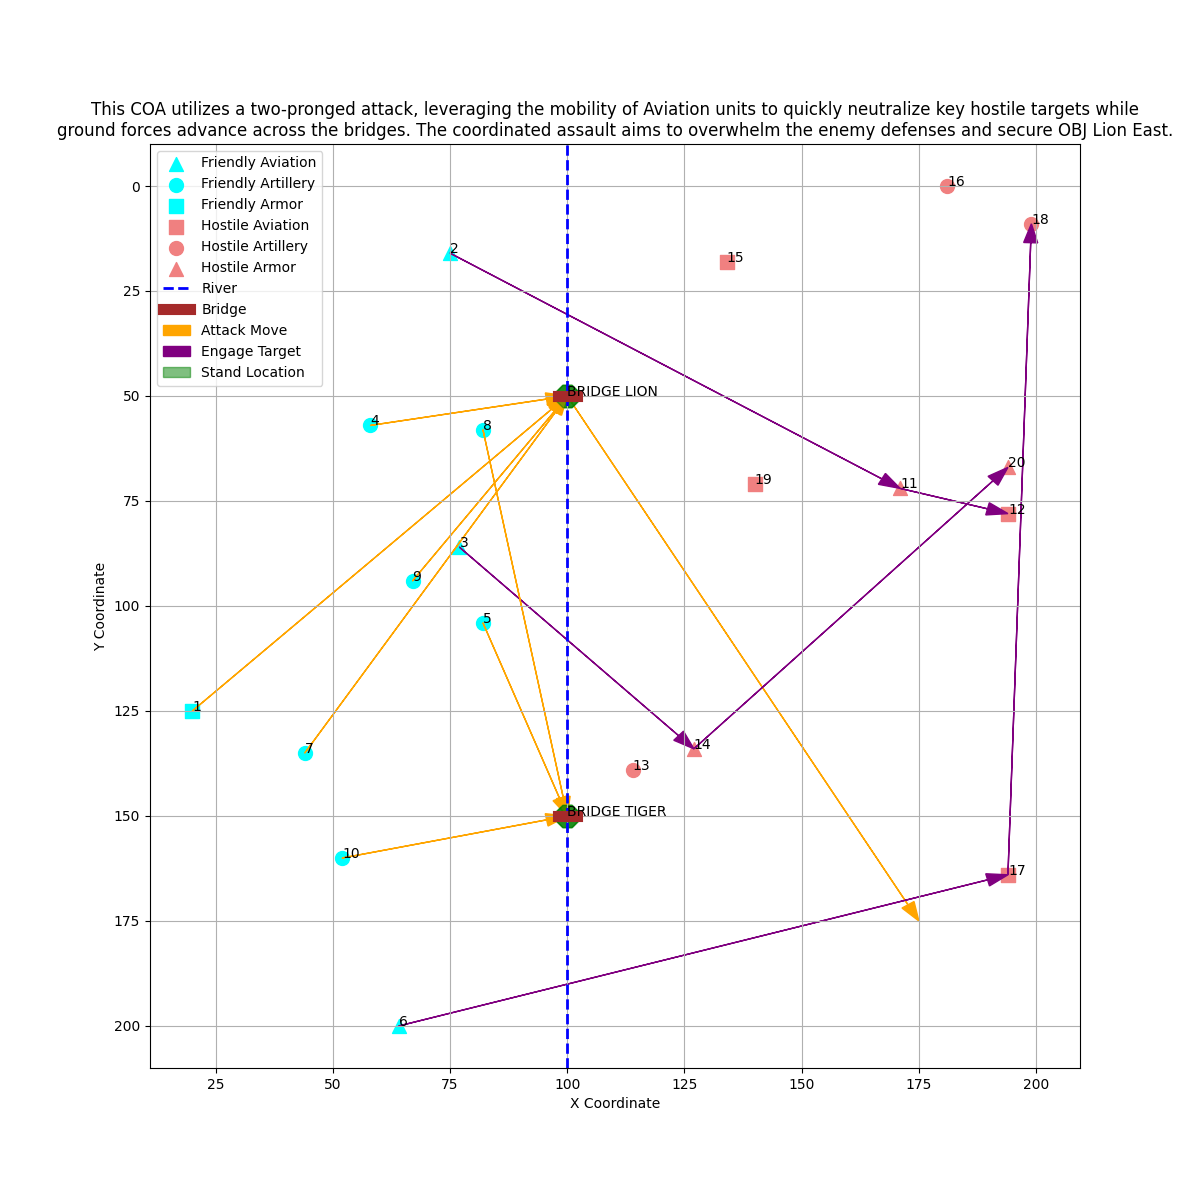 This COA utilizes a two-pronged attack, leveraging the mobility of Aviation units to quickly neutralize key hostile targets while
ground forces advance across the bridges. The coordinated assault aims to overwhelm the enemy defenses and secure OBJ Lion East.
Friendly Aviation
Friendly Artillery
Friendly Armor
Hostile Aviation
Hostile Artillery
Hostile Armor
River
Bridge
Attack Move
Engage Target
Stand Location
16
18
2
15
BRIDGE LION
4
8
20
19
11
12
3
9
5
1
14
7
13
BRIDGE TIGER
10
17
6
0
25
50
75
100
125
150
175
200
Y Coordinate
25
50
75
100
125
150
175
200
X Coordinate